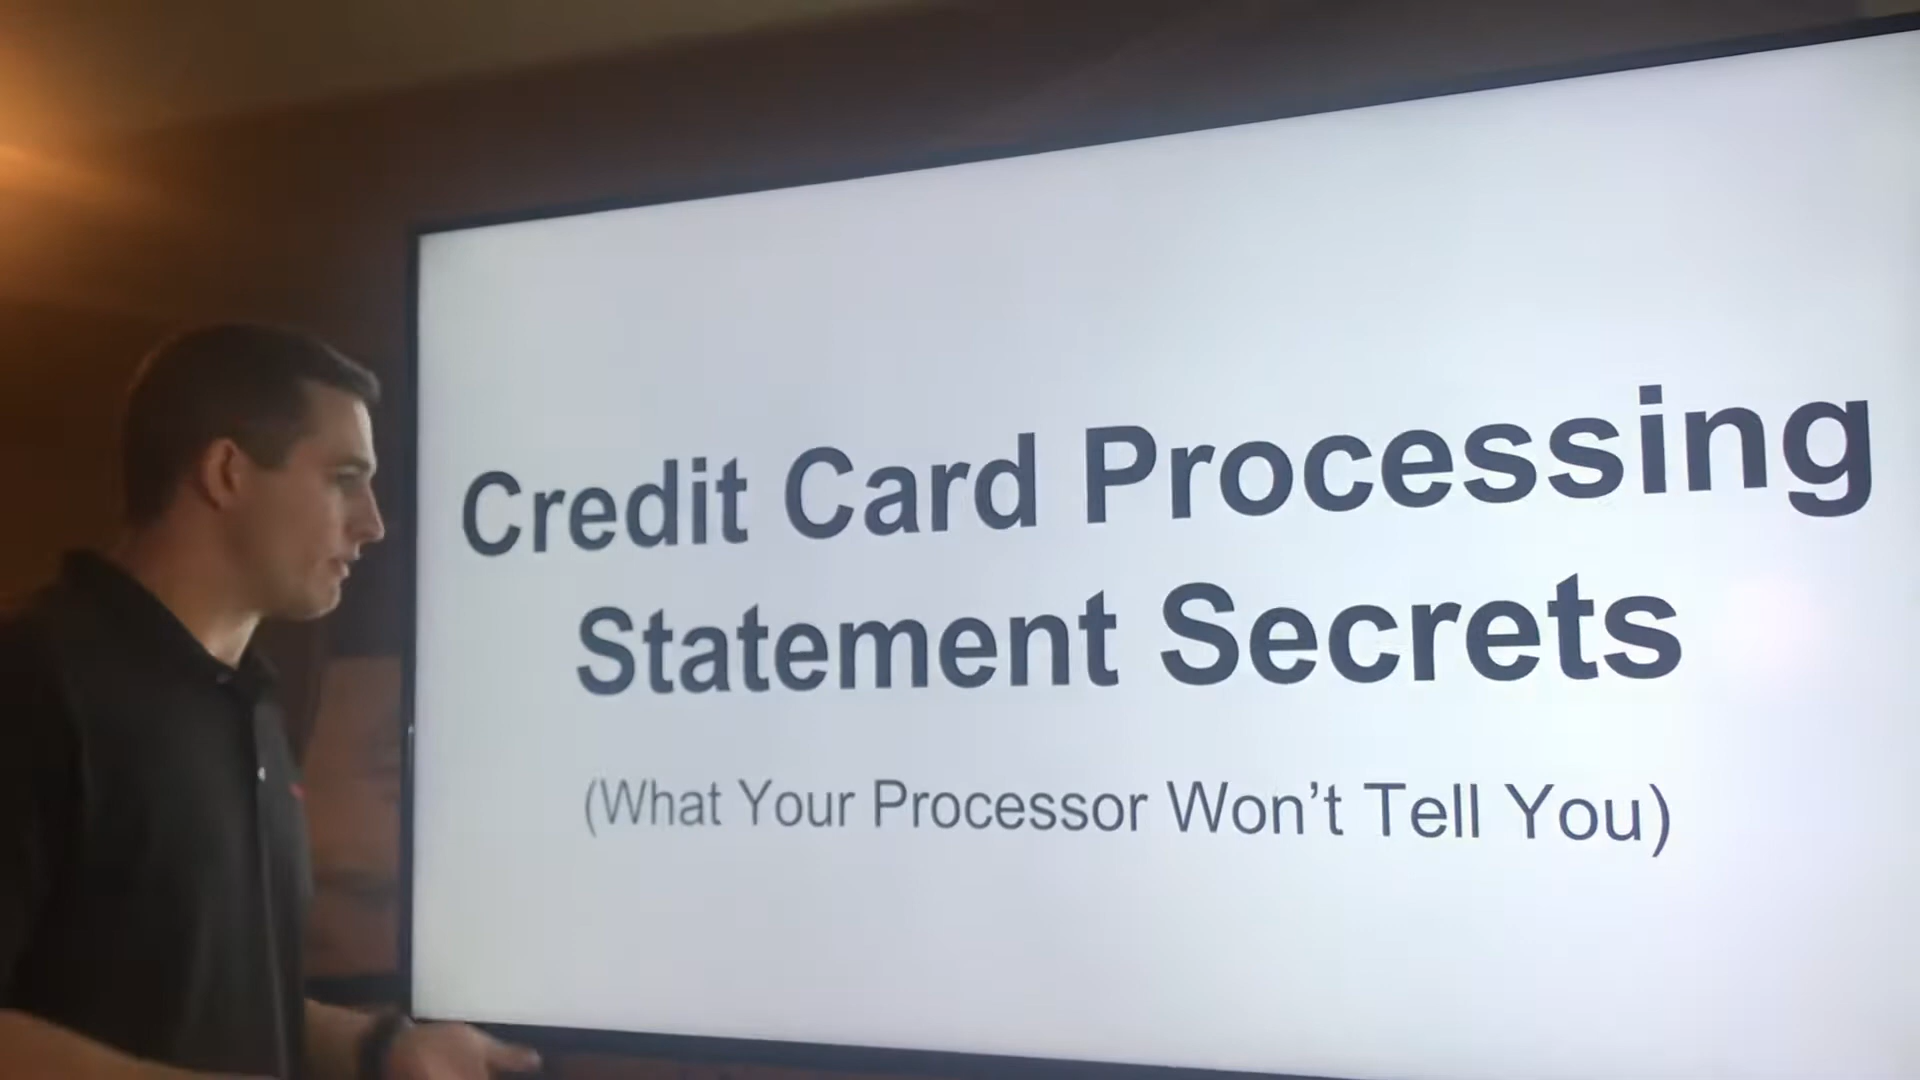 Credit Card Processing
Statement Secrets
(What Your Processor Won't Tell You)